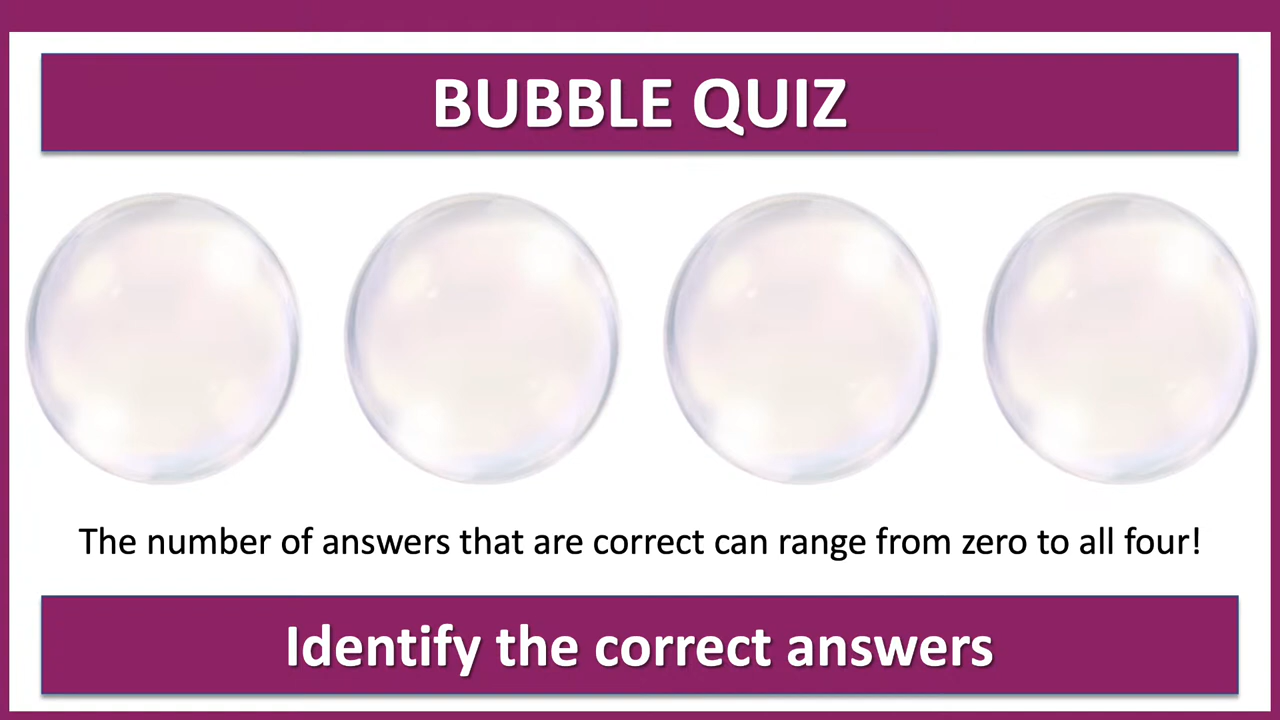 BUBBLE QUIZ
The number of answers that are correct can range from zero to all four!
Identify the correct answers